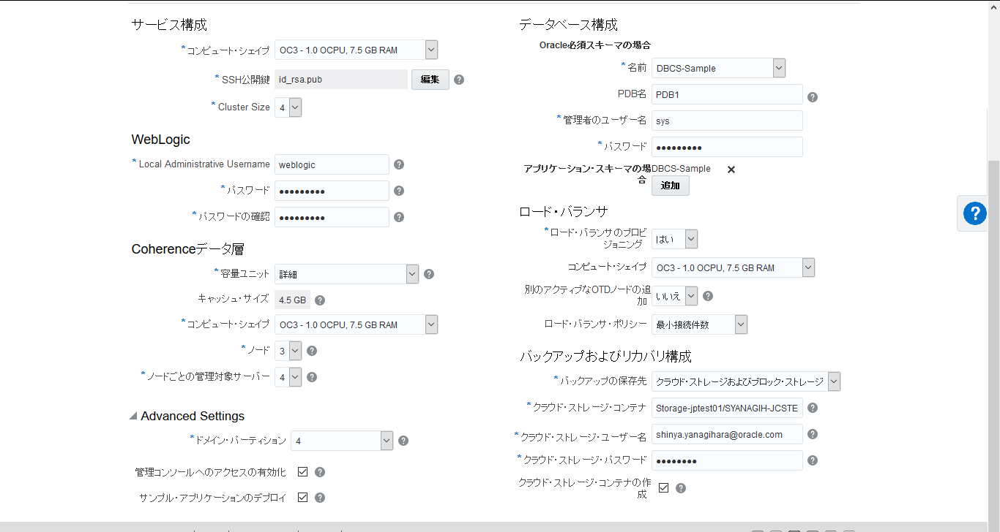 サービス構成
*コンピュート・シェイプ OC3 - 1.0 OCPU, 7.5 GB RAM
*SSH公開鍵 id_rsa.pub 編集 ?
*Cluster Size 4
WebLogic
*Local Administrative Username weblogic ?
*パスワード ●●●●●●●●● ?
*パスワードの確認 ●●●●●●●●● ?
Coherenceデータ層
*容量ユニット 詳細 ?
キャッシュ・サイズ 4.5 GB ?
*コンピュート・シェイプ OC3 - 1.0 OCPU, 7.5 GB RAM
*ノード 3 ?
*ノードごとの管理対象サーバー 4 ?
Advanced Settings
*ドメイン・パーティション 4 ?
管理コンソールへのアクセスの有効化 ?
サンプル・アプリケーションのデプロイ ?
データベース構成
Oracle必須スキーマの場合
*名前 DBCS-Sample
PDB名 PDB1 ?
*管理者のユーザー名 sys
*パスワード ●●●●●●●●●
アプリケーション・スキーマの場 DBCS-Sample
合 追加
ロード・バランサ
*ロード・バランサのプロビ
ジョニング はい
コンピュート・シェイプ OC3 - 1.0 OCPU, 7.5 GB RAM
別のアクティブなOTDノードの追
加 いいえ ?
ロード・バランサ・ポリシー 最小接続件数
バックアップおよびリカバリ構成
*バックアップの保存先 クラウド・ストレージおよびブロック・ストレージ
*クラウド・ストレージ・コンテナ Storage-jptest01/SYANAGIH-JCSTE ?
*クラウド・ストレージ・ユーザー名 shinya.yanagihara@oracle.com ?
*クラウド・ストレージ・パスワード ●●●●●●●● ?
クラウド・ストレージ・コンテナの作
成 ?
?